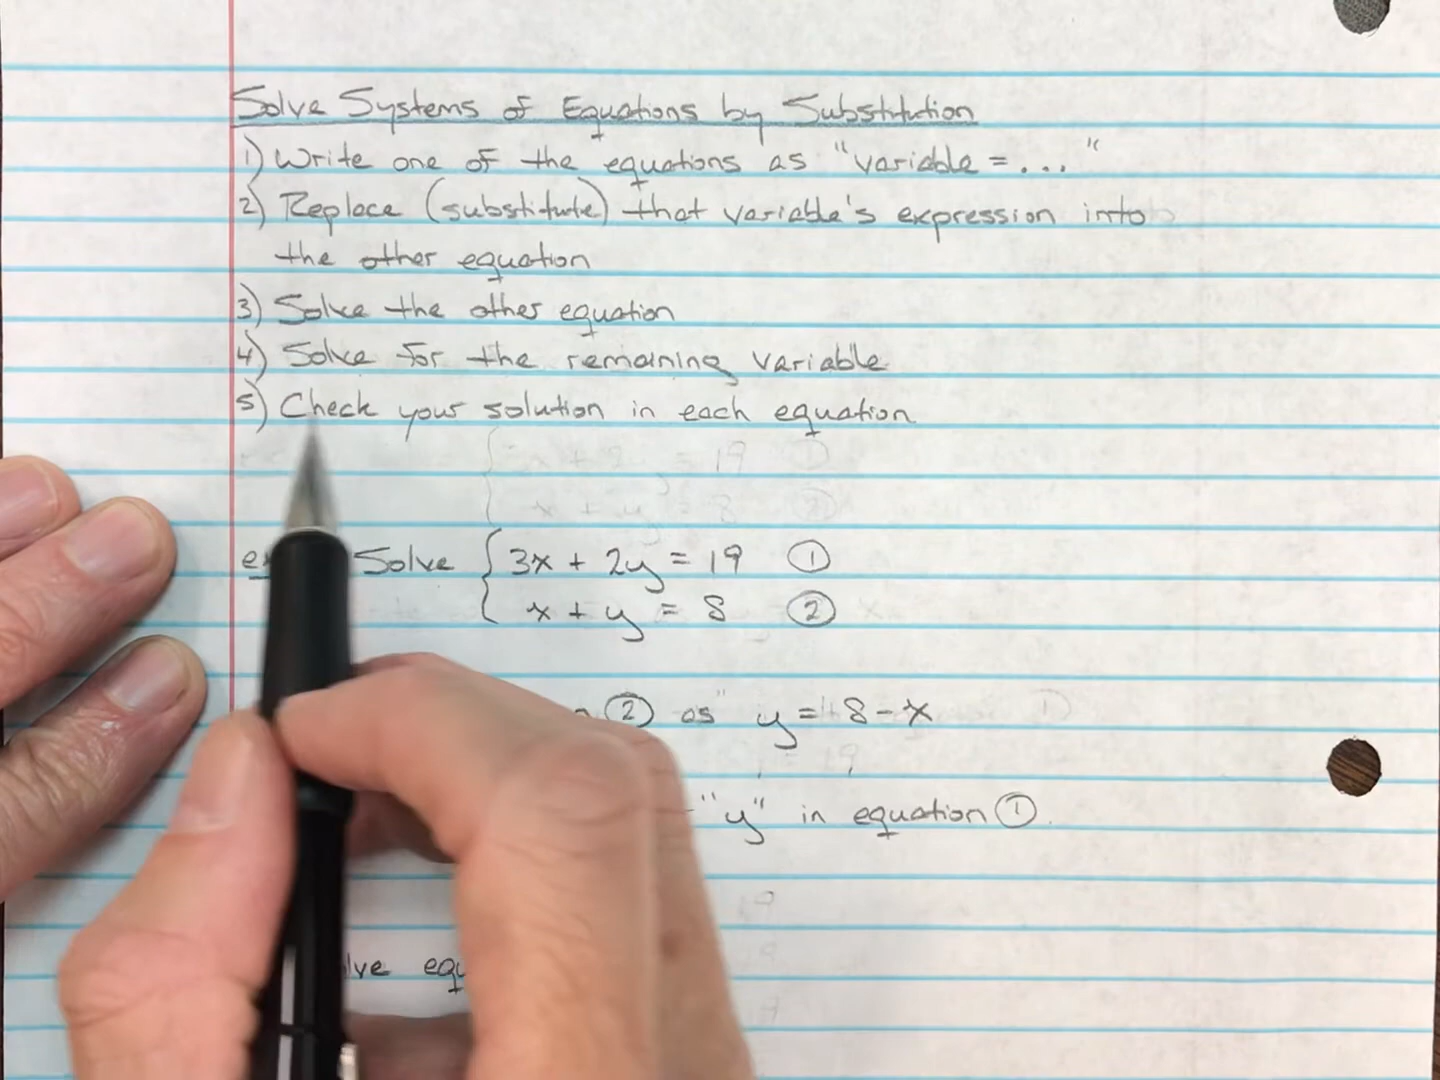 Solve Systems of Equations by Substitution
1) Write one of the equations as "variable = ..."
2) Replace (substitute) that variable's expression into
the other equation
3) Solve the other equation
4) Solve for the remaining variable
5) Check your solution in each equation
Solve { 3x + 2y = 19 ①
x + y = 8 ②
② as y = 8 - x
"y" in equation ①